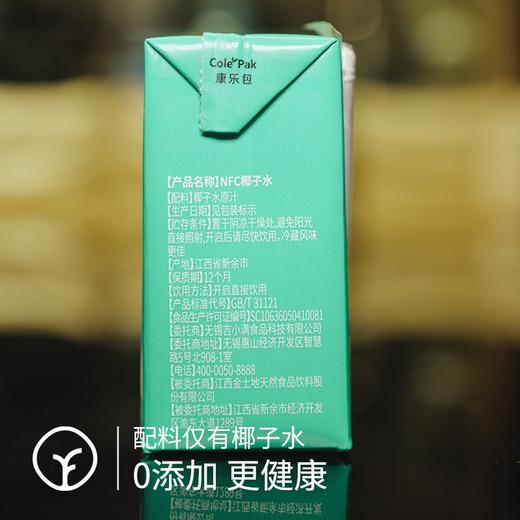 Cole Pak
康乐包
【产品名称】NFC椰子水
【配料】椰子水原汁
【生产日期】见包装标示
【贮存条件】置于阴凉干燥处,避免阳光
直接照射,开启后请尽快饮用,冷藏风味
更佳
【产地】江西省新余市
【保质期】12个月
【饮用方法】开启直接饮用
【产品标准代号】GB/T 31121
【食品生产许可证编号】SC10636050410081
【委托商】无锡吉小满食品科技有限公司
【委托商地址】无锡惠山经济开发区智慧
路5号北908-1室
【电话】400-0050-8888
【被委托商】江西金土地天然食品饮料股
份有限公司
【被委托商地址】江西省新余市经济开发
区渝东大道1289号
配料仅有椰子水
0添加 更健康